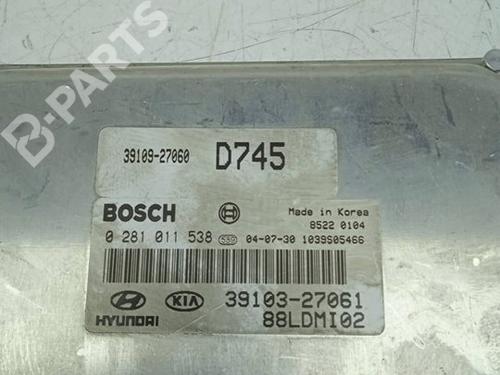 B-PARTS
39109-27060 D745
BOSCH
Made in Korea
8522 0104
0 281 011 538 04-07-30 1039S05466
HYUNDAI KIA 39103-27061
88LDMI02